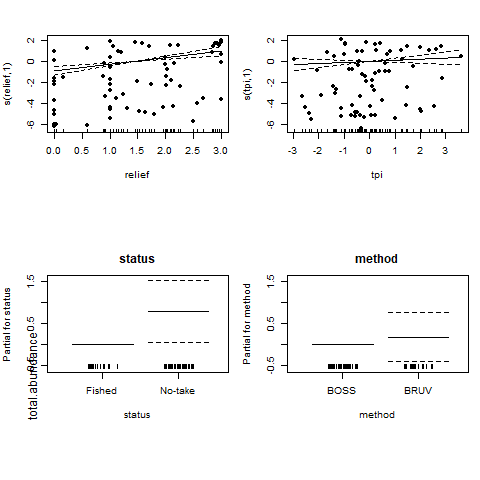 s(relief,1)
2
0
-2
-4
-6
0.0 0.5 1.0 1.5 2.0 2.5 3.0
relief
s(tpi,1)
2
0
-2
-4
-6
-3 -2 -1 0 1 2 3
tpi
status
Partial for status
1.5
0.5
-0.5
Fished No-take
status
method
Partial for method
1.5
0.5
-0.5
BOSS BRUV
method
total.abundance